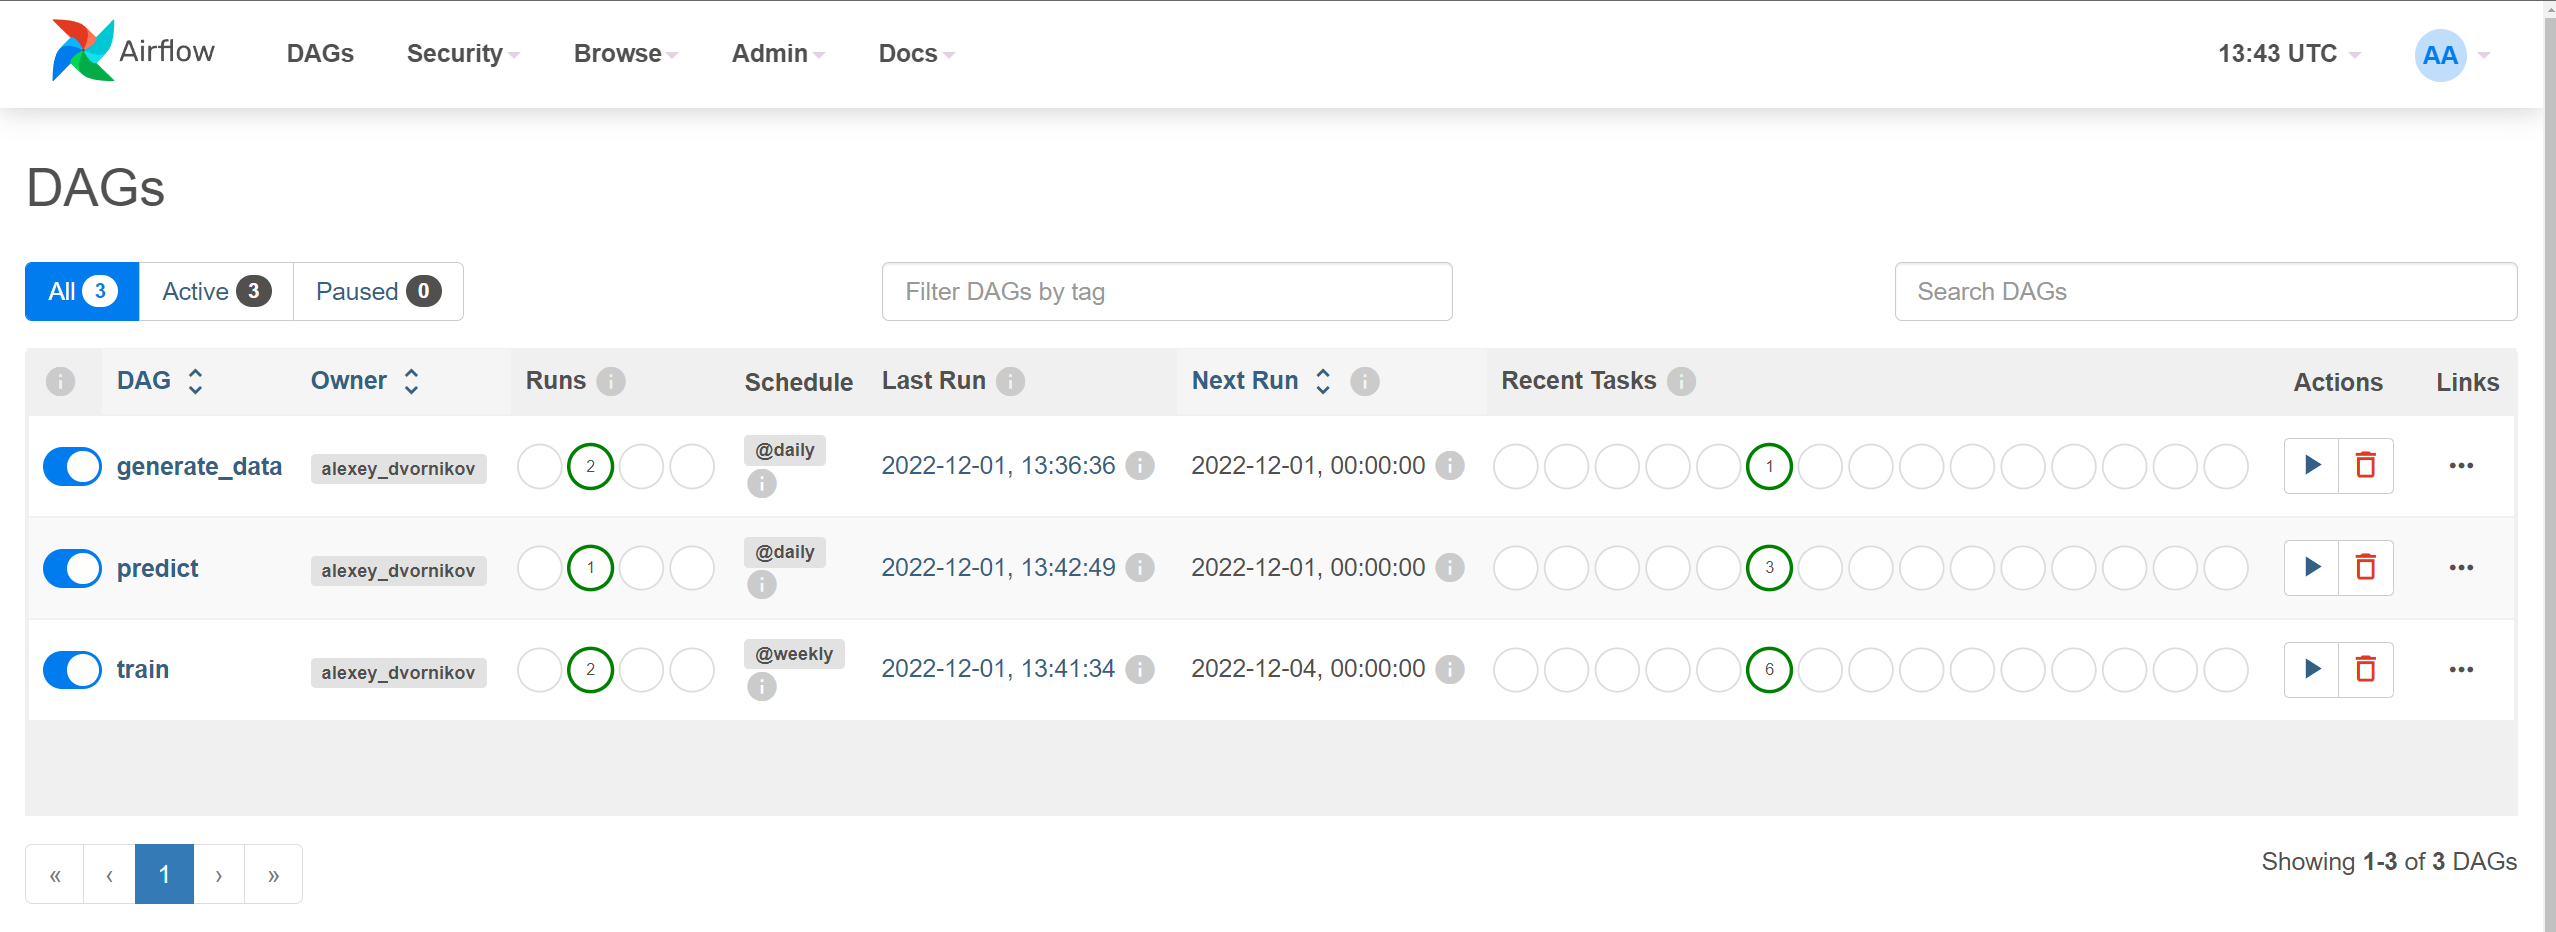 Airflow DAGs Security Browse Admin Docs 13:43 UTC AA
DAGs
All 3 Active 3 Paused 0 Filter DAGs by tag Search DAGs
i DAG Owner Runs i Schedule Last Run i Next Run i Recent Tasks i Actions Links
generate_data alexey_dvornikov 2 @daily i 2022-12-01, 13:36:36 i 2022-12-01, 00:00:00 i 1 ...
predict alexey_dvornikov 1 @daily i 2022-12-01, 13:42:49 i 2022-12-01, 00:00:00 i 3 ...
train alexey_dvornikov 2 @weekly i 2022-12-01, 13:41:34 i 2022-12-04, 00:00:00 i 6 ...
« ‹ 1 › » Showing 1-3 of 3 DAGs